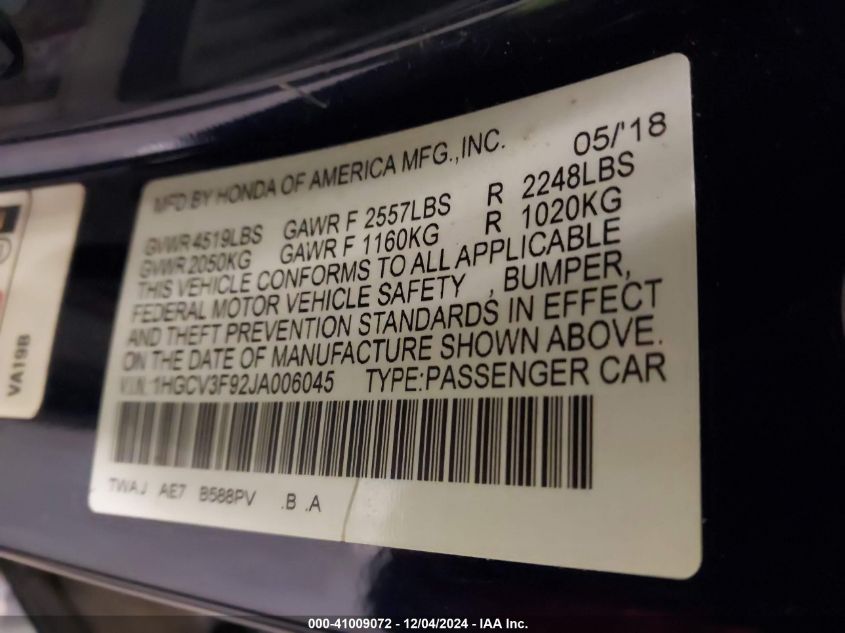 MFD.BY HONDA OF AMERICA MFG.,INC. 05/'18
GVWR 4519LBS GAWR F 2557LBS R 2248LBS
GVWR 2050KG GAWR F 1160KG R 1020KG
THIS VEHICLE CONFORMS TO ALL APPLICABLE
FEDERAL MOTOR VEHICLE SAFETY , BUMPER,
AND THEFT PREVENTION STANDARDS IN EFFECT
ON THE DATE OF MANUFACTURE SHOWN ABOVE.
V.I.N.:1HGCV3F92JA006045 TYPE:PASSENGER CAR
TWAJ AE7 B588PV .B .A
VA19B
000-41009072 - 12/04/2024 - IAA Inc.